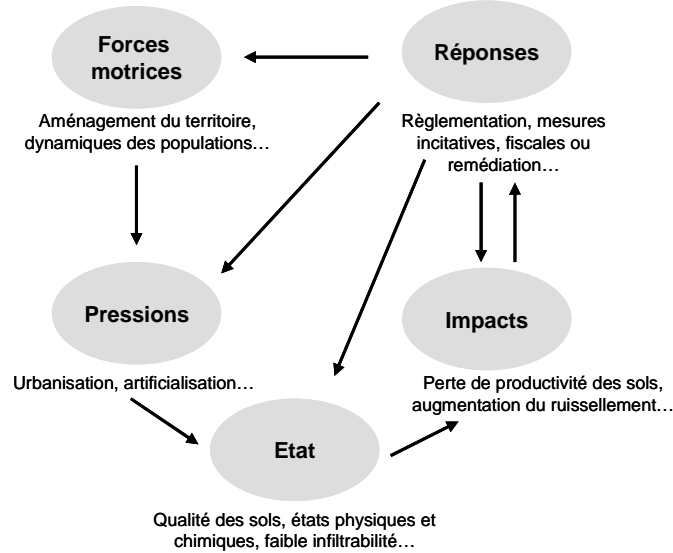 Forces
motrices
Réponses
Aménagement du territoire,
dynamiques des populations…
Règlementation, mesures
incitatives, fiscales ou
remédiation…
Pressions
Impacts
Urbanisation, artificialisation…
Perte de productivité des sols,
augmentation du ruissellement…
Etat
Qualité des sols, états physiques et
chimiques, faible infiltrabilité…